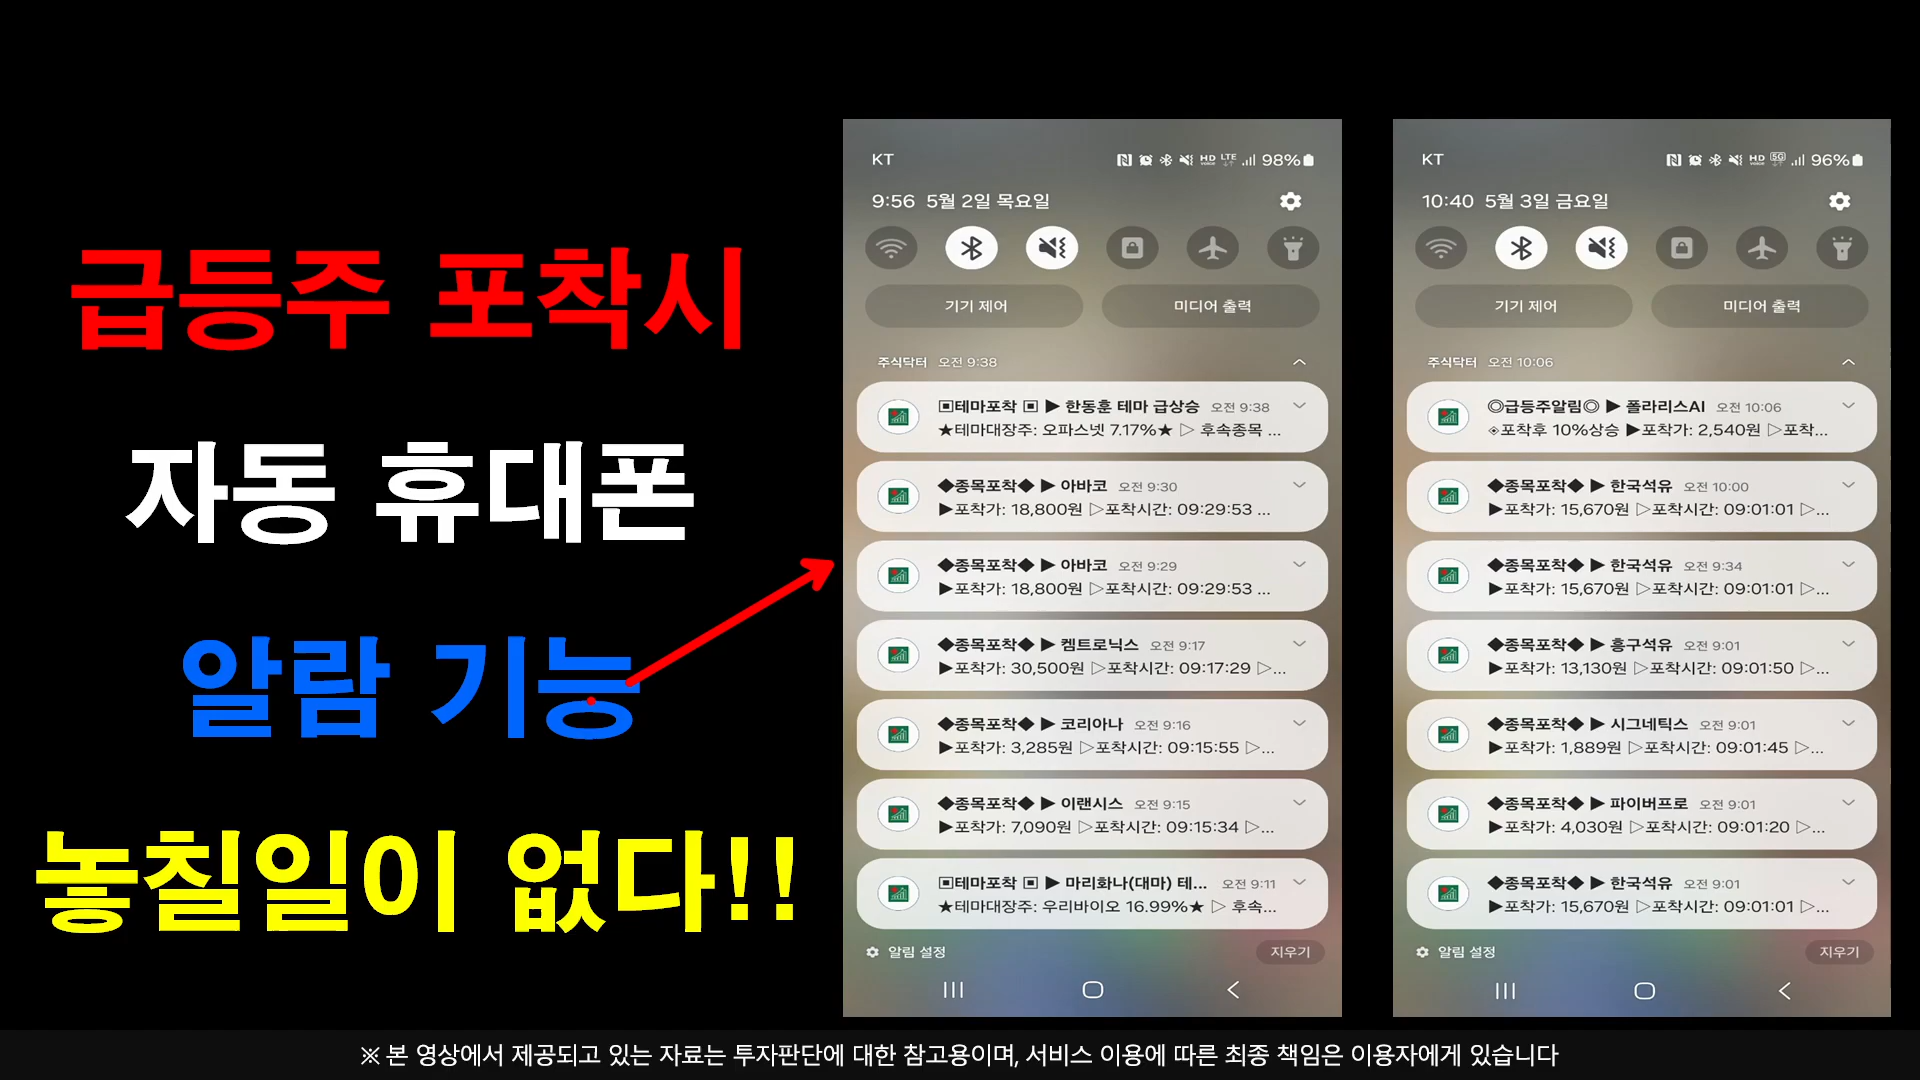 급등주 포착시
자동 휴대폰
알람 기능
놓칠일이 없다!!
KT
HD VOICE LTE 98%
9:56 5월 2일 목요일
기기 제어 미디어 출력
주식닥터 오전 9:38
▣테마포착 ▣ ▶ 한동훈 테마 급상승 오전 9:38
★테마대장주: 오파스넷 7.17%★ ▷ 후속종목 ...
◆종목포착◆ ▶ 아바코 오전 9:30
▶포착가: 18,800원 ▷포착시간: 09:29:53 ...
◆종목포착◆ ▶ 아바코 오전 9:29
▶포착가: 18,800원 ▷포착시간: 09:29:53 ...
◆종목포착◆ ▶ 켐트로닉스 오전 9:17
▶포착가: 30,500원 ▷포착시간: 09:17:29 ▷...
◆종목포착◆ ▶ 코리아나 오전 9:16
▶포착가: 3,285원 ▷포착시간: 09:15:55 ▷...
◆종목포착◆ ▶ 이랜시스 오전 9:15
▶포착가: 7,090원 ▷포착시간: 09:15:34 ▷...
▣테마포착 ▣ ▶ 마리화나(대마) 테... 오전 9:11
★테마대장주: 우리바이오 16.99%★ ▷ 후속...
알림 설정 지우기
KT
HD VOICE 5G 96%
10:40 5월 3일 금요일
기기 제어 미디어 출력
주식닥터 오전 10:06
◎급등주알림◎ ▶ 폴라리스AI 오전 10:06
◈포착후 10%상승 ▶포착가: 2,540원 ▷포착...
◆종목포착◆ ▶ 한국석유 오전 10:00
▶포착가: 15,670원 ▷포착시간: 09:01:01 ▷...
◆종목포착◆ ▶ 한국석유 오전 9:34
▶포착가: 15,670원 ▷포착시간: 09:01:01 ▷...
◆종목포착◆ ▶ 흥구석유 오전 9:01
▶포착가: 13,130원 ▷포착시간: 09:01:50 ▷...
◆종목포착◆ ▶ 시그네틱스 오전 9:01
▶포착가: 1,889원 ▷포착시간: 09:01:45 ▷...
◆종목포착◆ ▶ 파이버프로 오전 9:01
▶포착가: 4,030원 ▷포착시간: 09:01:20 ▷...
◆종목포착◆ ▶ 한국석유 오전 9:01
▶포착가: 15,670원 ▷포착시간: 09:01:01 ▷...
알림 설정 지우기
※ 본 영상에서 제공되고 있는 자료는 투자판단에 대한 참고용이며, 서비스 이용에 따른 최종 책임은 이용자에게 있습니다